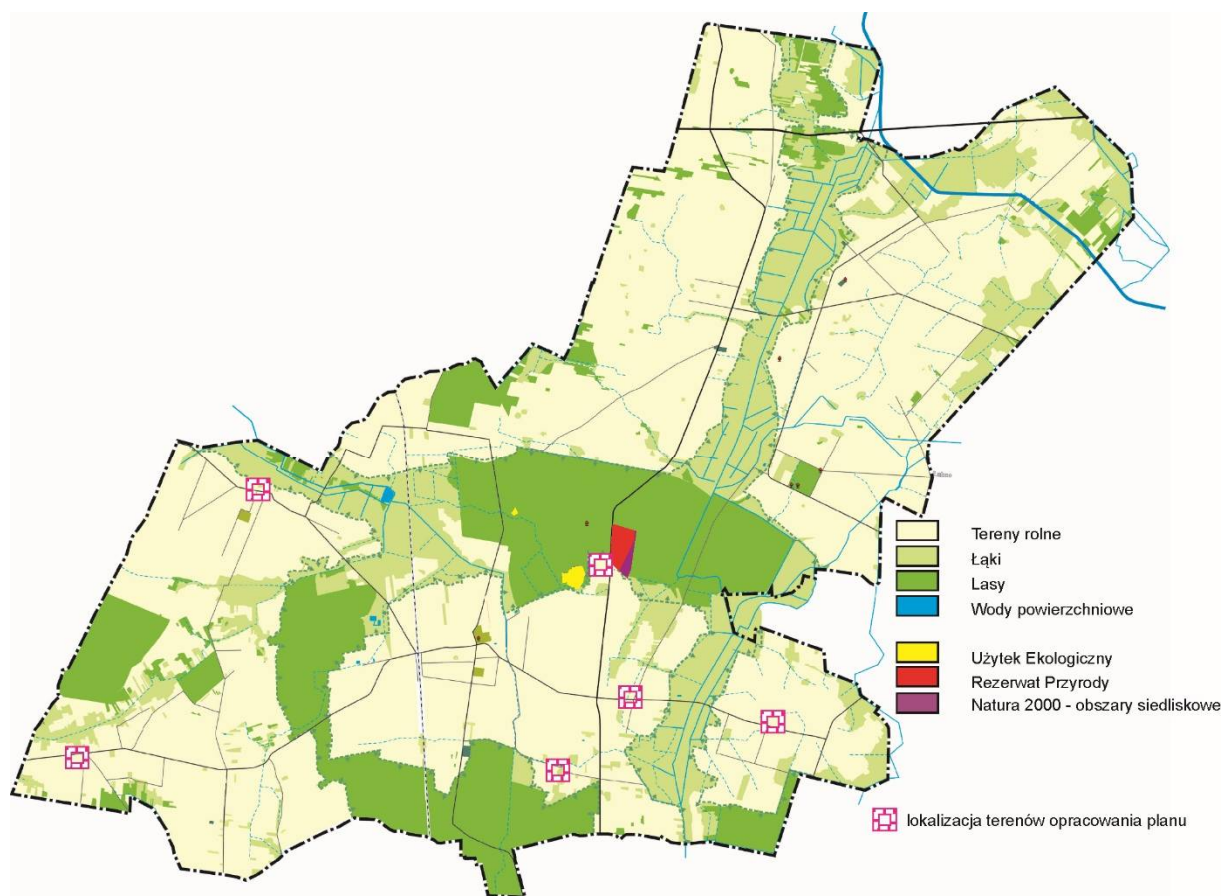 Tereny rolne
Łąki
Lasy
Wody powierzchniowe
Użytek Ekologiczny
Rezerwat Przyrody
Natura 2000 - obszary siedliskowe
lokalizacja terenów opracowania planu